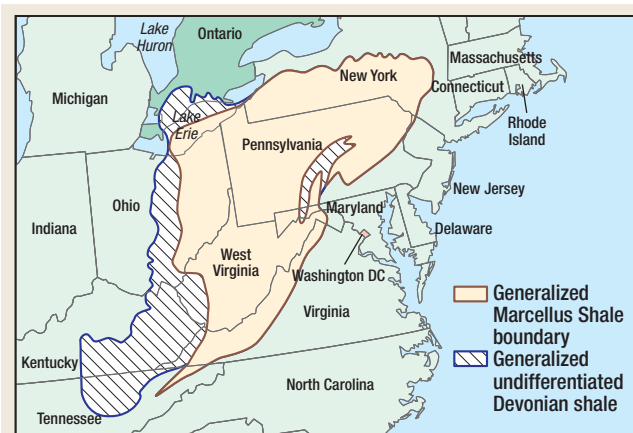 Lake
Huron
Ontario
Massachusetts
New York
Michigan
Connecticut
Lake
Erie
Rhode
Island
Pennsylvania
Ohio
New Jersey
Maryland
Indiana
Delaware
West
Virginia
Washington DC
Generalized
Marcellus Shale
boundary
Virginia
Generalized
undifferentiated
Devonian shale
Kentucky
North Carolina
Tennessee